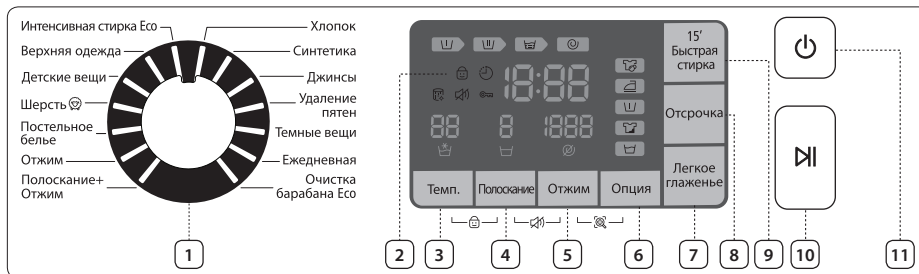 Интенсивная стирка Eco
Верхняя одежда
Детские вещи
Шерсть
Постельное
белье
Отжим
Полоскание+
Отжим
Хлопок
Синтетика
Джинсы
Удаление
пятен
Темные вещи
Ежедневная
Очистка
барабана Eco
18:88
88 8 1888
15'
Быстрая
стирка
Отсрочка
Легкое
глаженье
Темп. Полоскание Отжим Опция
1 2 3 4 5 6 7 8 9 10 11